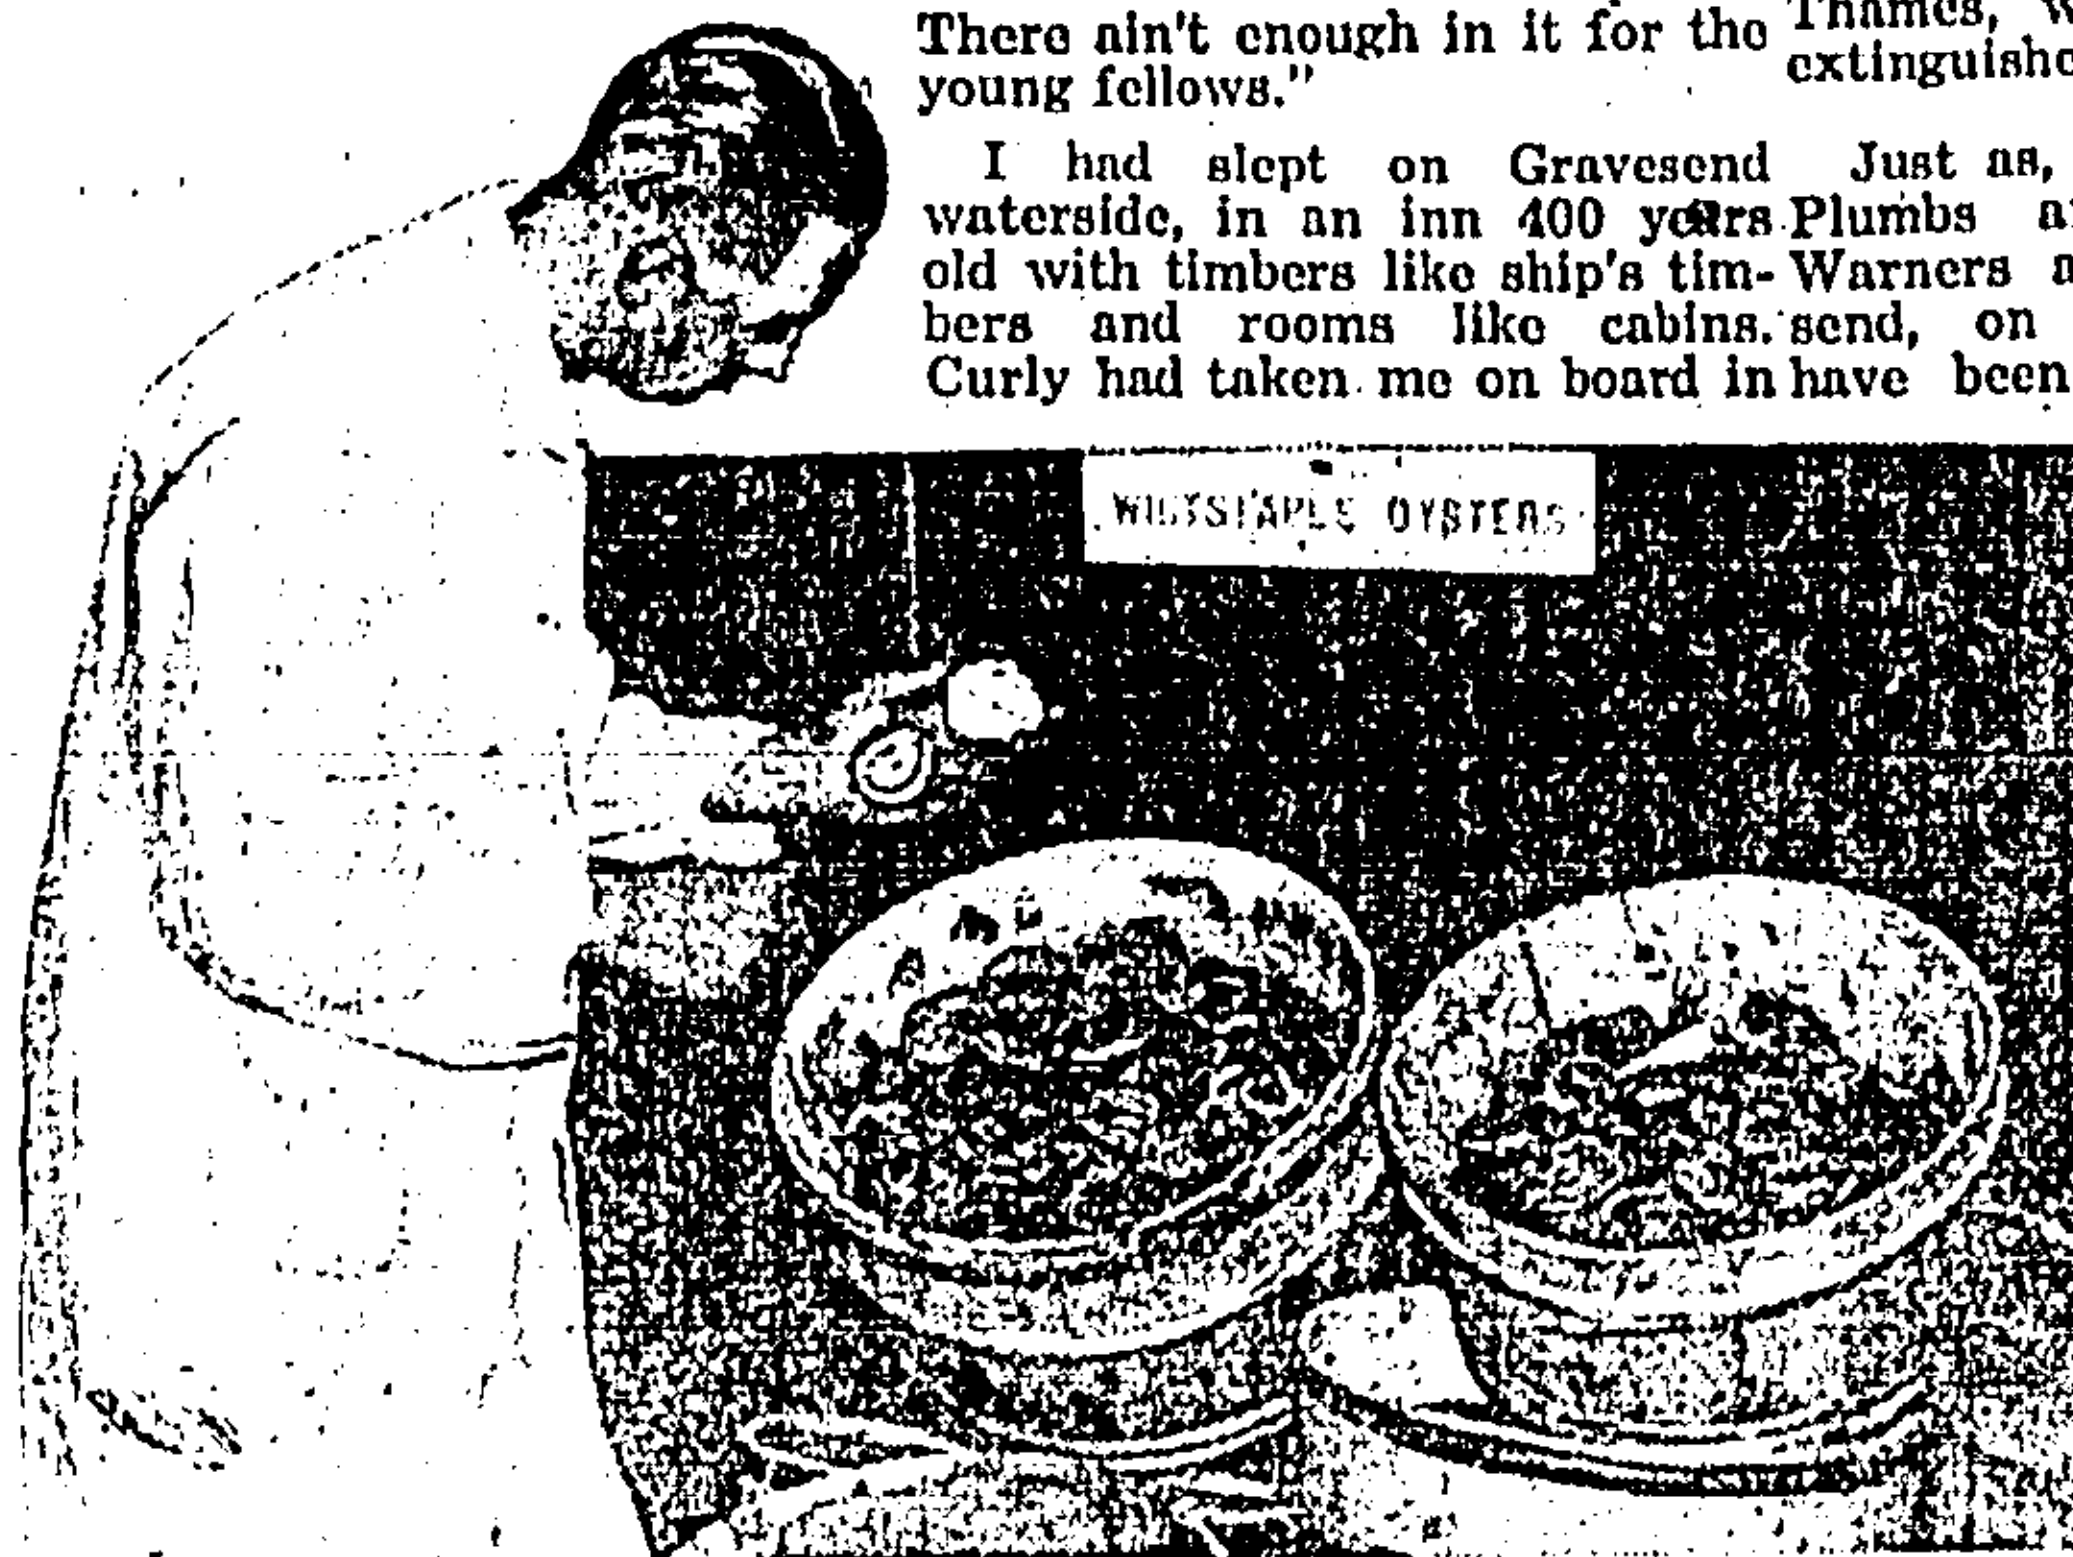 There ain't enough in it for the
young fellows."
I had slept on Gravesend
waterside, in an inn 400 years
old with timbers like ship's tim-
bers and rooms like cabins.
Curly had taken me on board in
Thames,
Just as,
Plumbs
Warners
send, on
have been
WHITSTAPLE OYSTERS